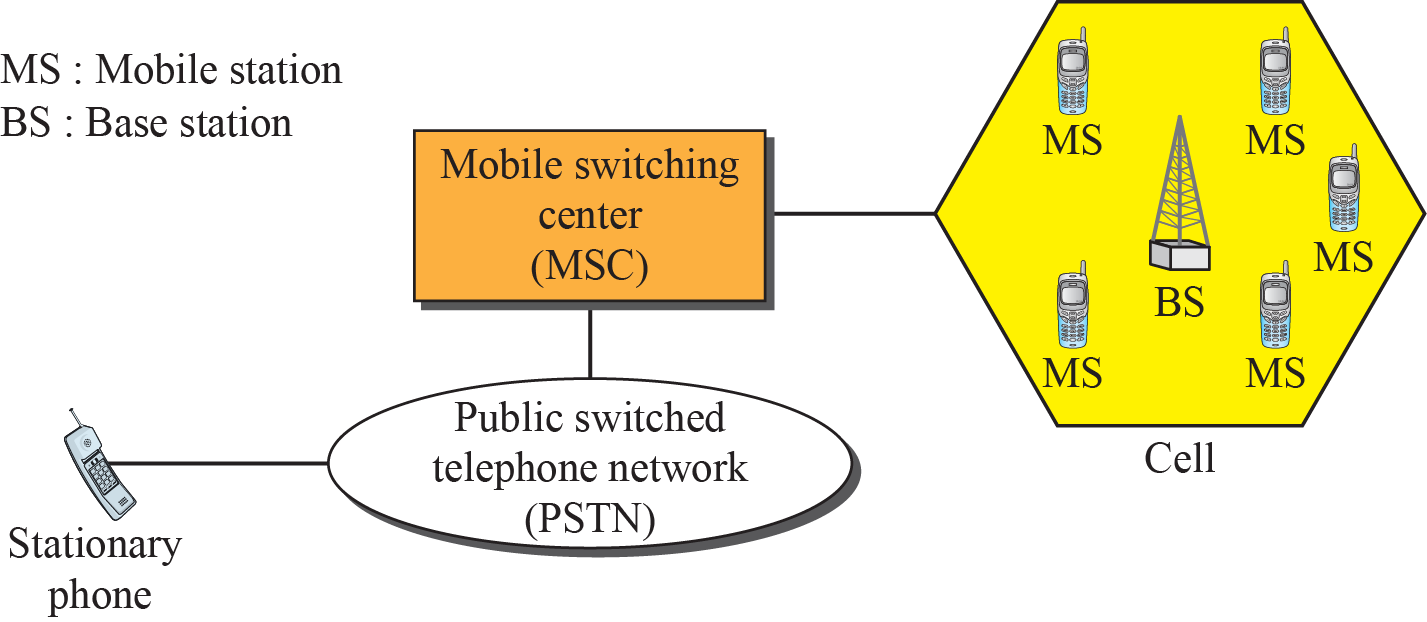 MS : Mobile station
BS : Base station
Mobile switching
center
(MSC)
Public switched
telephone network
(PSTN)
Stationary
phone
MS
MS
MS
BS
MS
MS
Cell